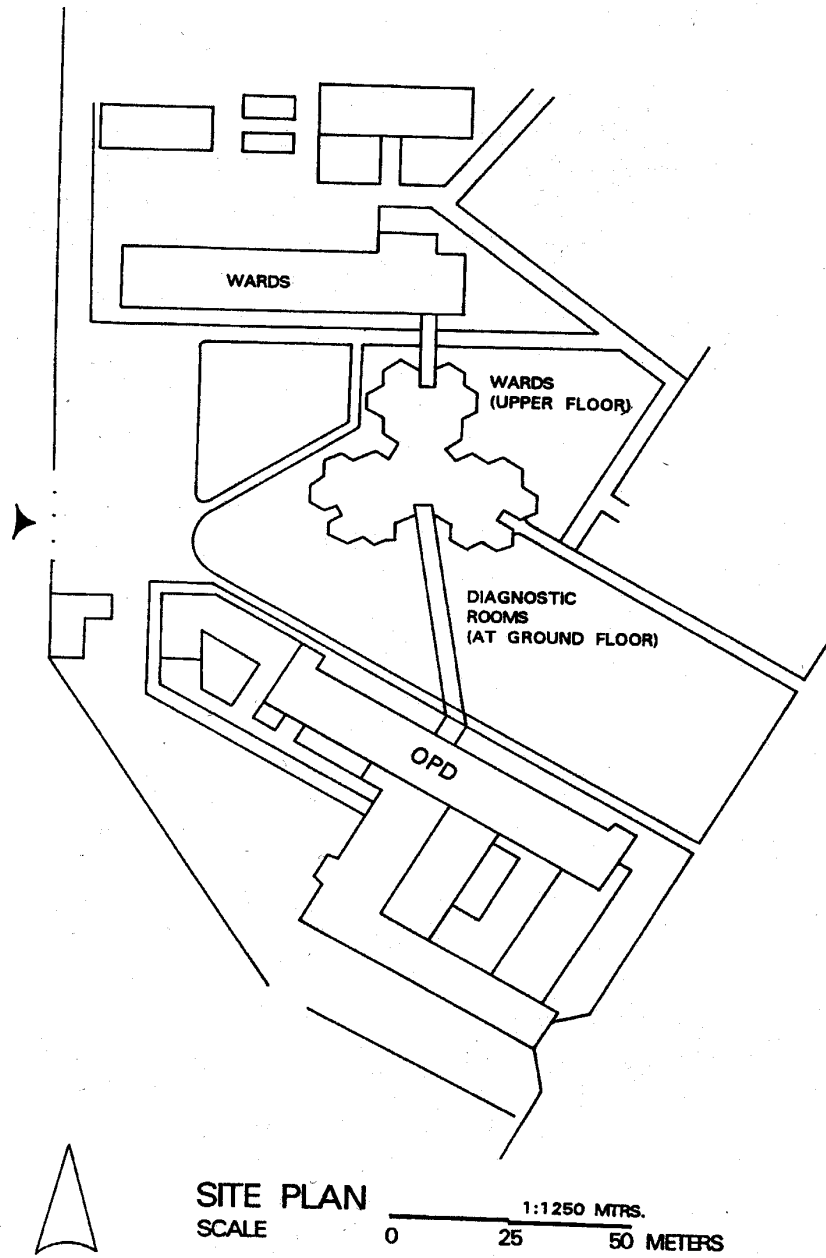 WARDS
WARDS
(UPPER FLOOR)
DIAGNOSTIC
ROOMS
(AT GROUND FLOOR)
OPD
SITE PLAN
SCALE
1:1250 MTRS.
0 25 50 METERS